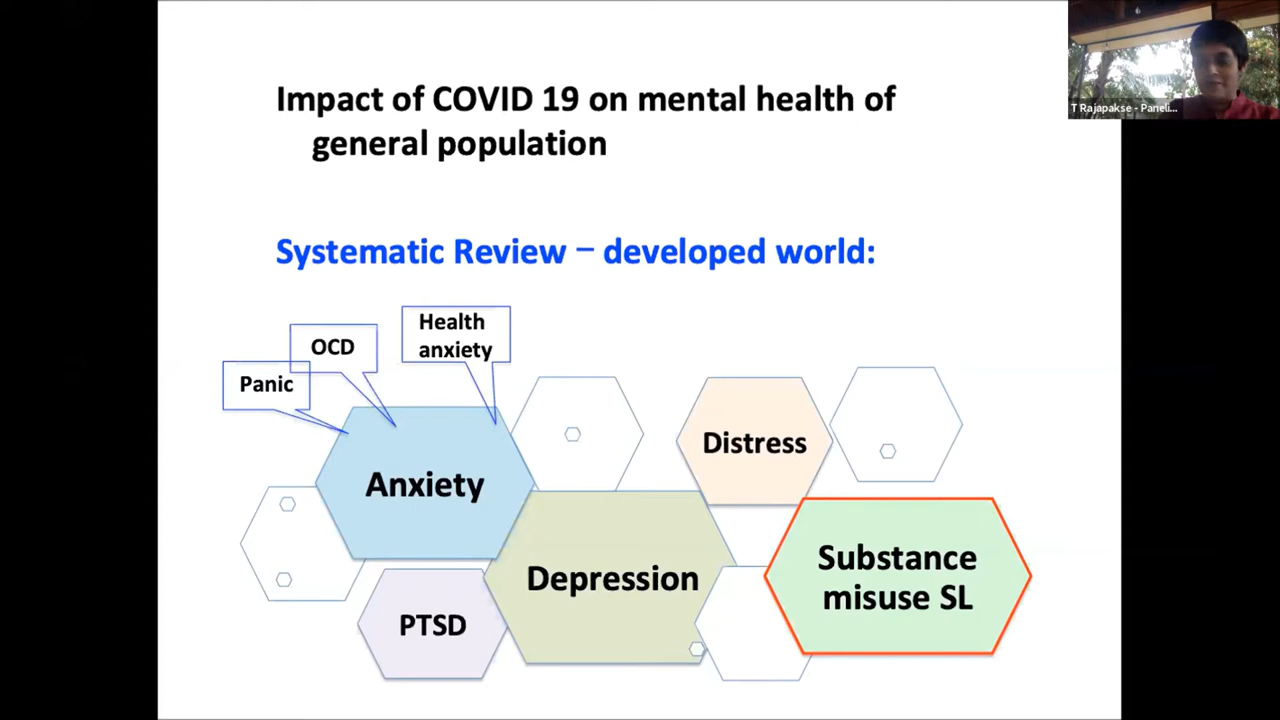 Impact of COVID 19 on mental health of
general population
T Rajapakse - Paneli...
Systematic Review – developed world:
Health
anxiety
OCD
Panic
Distress
Anxiety
Substance
misuse SL
Depression
PTSD